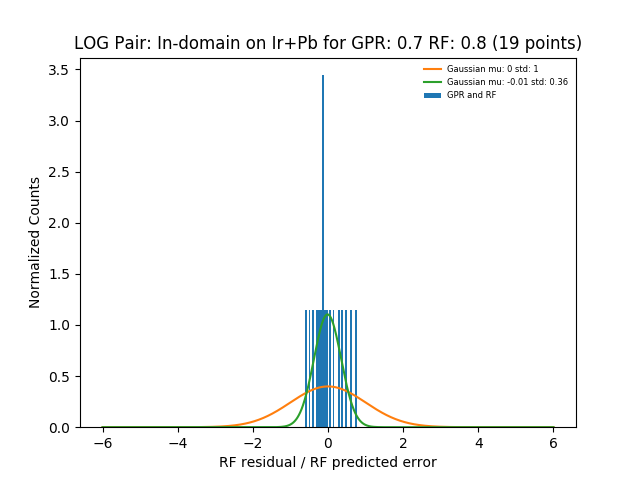 LOG Pair: In-domain on Ir+Pb for GPR: 0.7 RF: 0.8 (19 points)
Gaussian mu: 0 std: 1
Gaussian mu: -0.01 std: 0.36
GPR and RF
Normalized Counts
3.5
3.0
2.5
2.0
1.5
1.0
0.5
0.0
−6 −4 −2 0 2 4 6
RF residual / RF predicted error